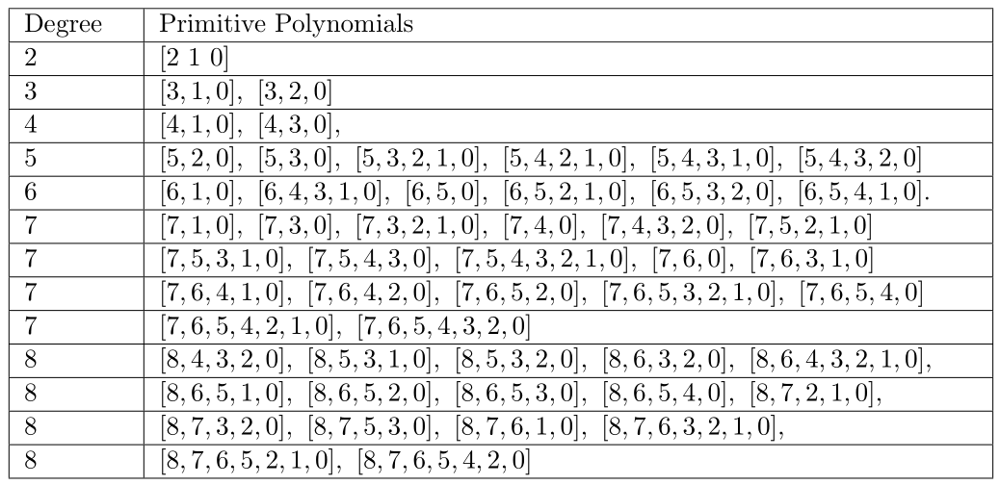 Degree Primitive Polynomials
2 [2 1 0]
3 [3, 1, 0], [3, 2, 0]
4 [4, 1, 0], [4, 3, 0],
5 [5, 2, 0], [5, 3, 0], [5, 3, 2, 1, 0], [5, 4, 2, 1, 0], [5, 4, 3, 1, 0], [5, 4, 3, 2, 0]
6 [6, 1, 0], [6, 4, 3, 1, 0], [6, 5, 0], [6, 5, 2, 1, 0], [6, 5, 3, 2, 0], [6, 5, 4, 1, 0].
7 [7, 1, 0], [7, 3, 0], [7, 3, 2, 1, 0], [7, 4, 0], [7, 4, 3, 2, 0], [7, 5, 2, 1, 0]
7 [7, 5, 3, 1, 0], [7, 5, 4, 3, 0], [7, 5, 4, 3, 2, 1, 0], [7, 6, 0], [7, 6, 3, 1, 0]
7 [7, 6, 4, 1, 0], [7, 6, 4, 2, 0], [7, 6, 5, 2, 0], [7, 6, 5, 3, 2, 1, 0], [7, 6, 5, 4, 0]
7 [7, 6, 5, 4, 2, 1, 0], [7, 6, 5, 4, 3, 2, 0]
8 [8, 4, 3, 2, 0], [8, 5, 3, 1, 0], [8, 5, 3, 2, 0], [8, 6, 3, 2, 0], [8, 6, 4, 3, 2, 1, 0],
8 [8, 6, 5, 1, 0], [8, 6, 5, 2, 0], [8, 6, 5, 3, 0], [8, 6, 5, 4, 0], [8, 7, 2, 1, 0],
8 [8, 7, 3, 2, 0], [8, 7, 5, 3, 0], [8, 7, 6, 1, 0], [8, 7, 6, 3, 2, 1, 0],
8 [8, 7, 6, 5, 2, 1, 0], [8, 7, 6, 5, 4, 2, 0]